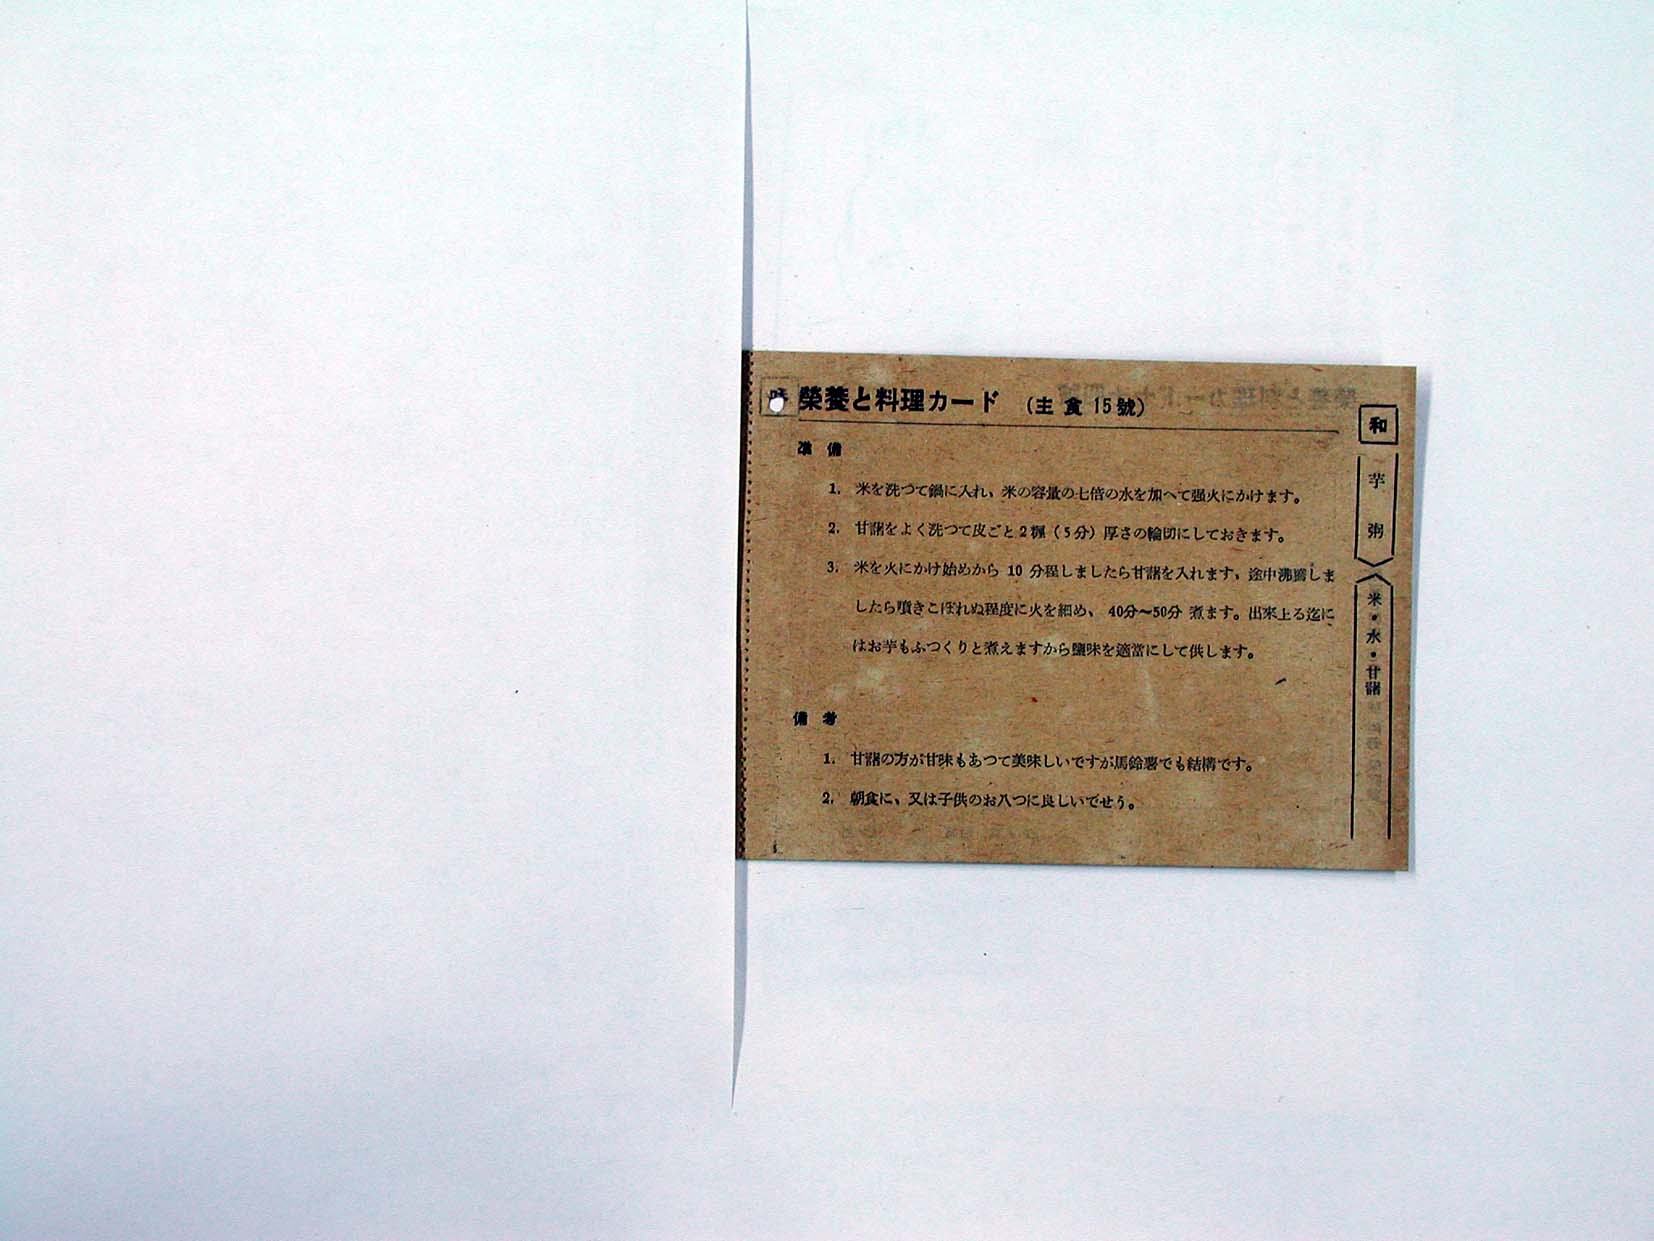 榮養と料理カード (主食15號)
準備
1. 米を洗つて鍋に入れ、米の容量の七倍の水を加へて强火にかけます。
2. 甘藷をよく洗つて皮ごと2糎(5分)厚さの輪切にしておきます。
3. 米を火にかけ始めから 10 分程しましたら甘藷を入れます、途中沸騰しま
したら噴きこぼれぬ程度に火を細め、 40分〜50分 煮ます。出來上る迄に
はお芋もふつくりと煮えますから鹽味を適當にして供します。
備考
1. 甘藷の方が甘味もあつて美味しいですが馬鈴薯でも結構です。
2. 朝食に、又は子供のお八つに良しいでせう。
和
芋粥
米・水・甘藷